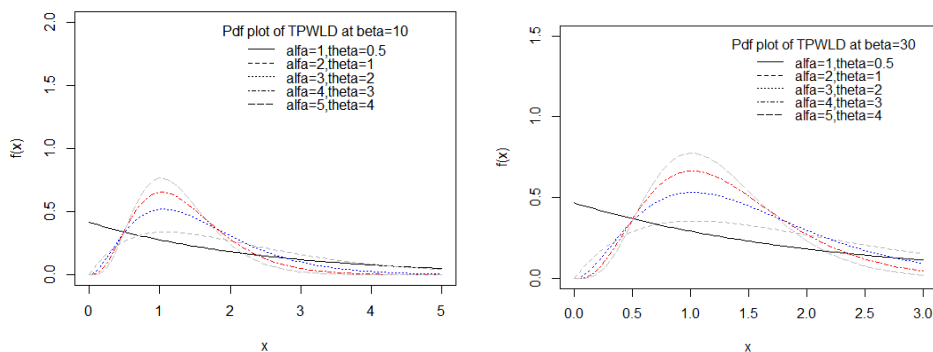 Pdf plot of TPWLD at beta=10
alfa=1,theta=0.5
alfa=2,theta=1
alfa=3,theta=2
alfa=4,theta=3
alfa=5,theta=4
f(x)
2.0
1.5
1.0
0.5
0.0
0 1 2 3 4 5
x
Pdf plot of TPWLD at beta=30
alfa=1,theta=0.5
alfa=2,theta=1
alfa=3,theta=2
alfa=4,theta=3
alfa=5,theta=4
f(x)
1.5
1.0
0.5
0.0
0.0 0.5 1.0 1.5 2.0 2.5 3.0
x